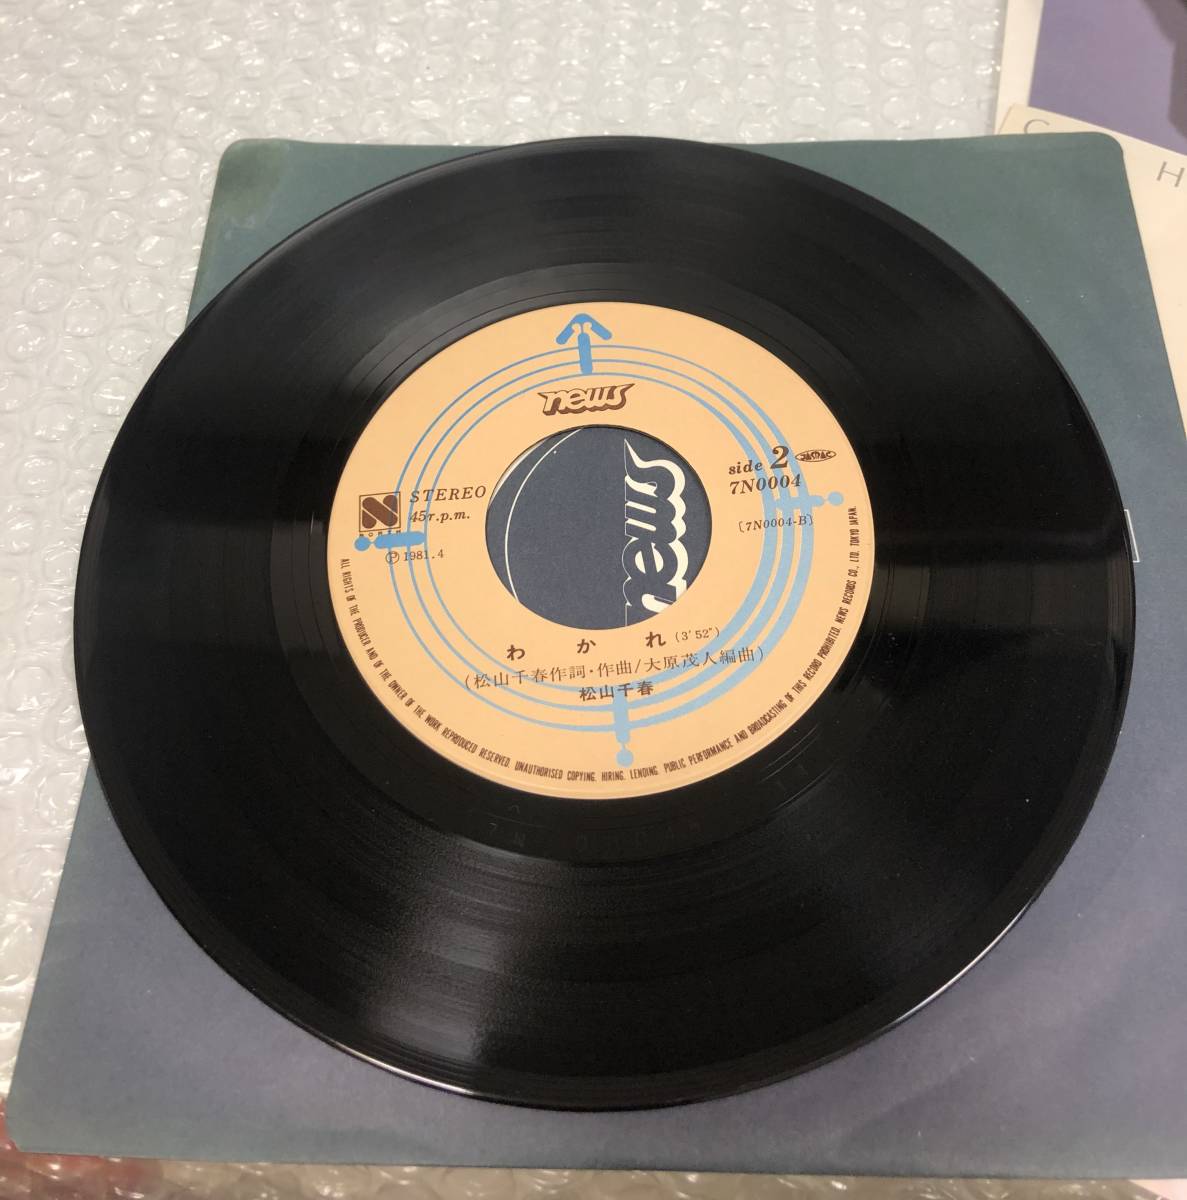 news
side 2
JASRAC
7N0004
[7N0004-B]
STEREO
45r.p.m.
Ⓟ1981.4
news
わかれ(3'52")
(松山千春作詞・作曲/大原茂人編曲)
松山千春
ALL RIGHTS OF THE PRODUCER AND OF THE OWNER OF THE WORK REPRODUCED RESERVED. UNAUTHORISED COPYING, HIRING, LENDING, PUBLIC PERFORMANCE AND BROADCASTING OF THIS RECORD PROHIBITED. NEWS RECORDS CO., LTD. TOKYO JAPAN.
C
H